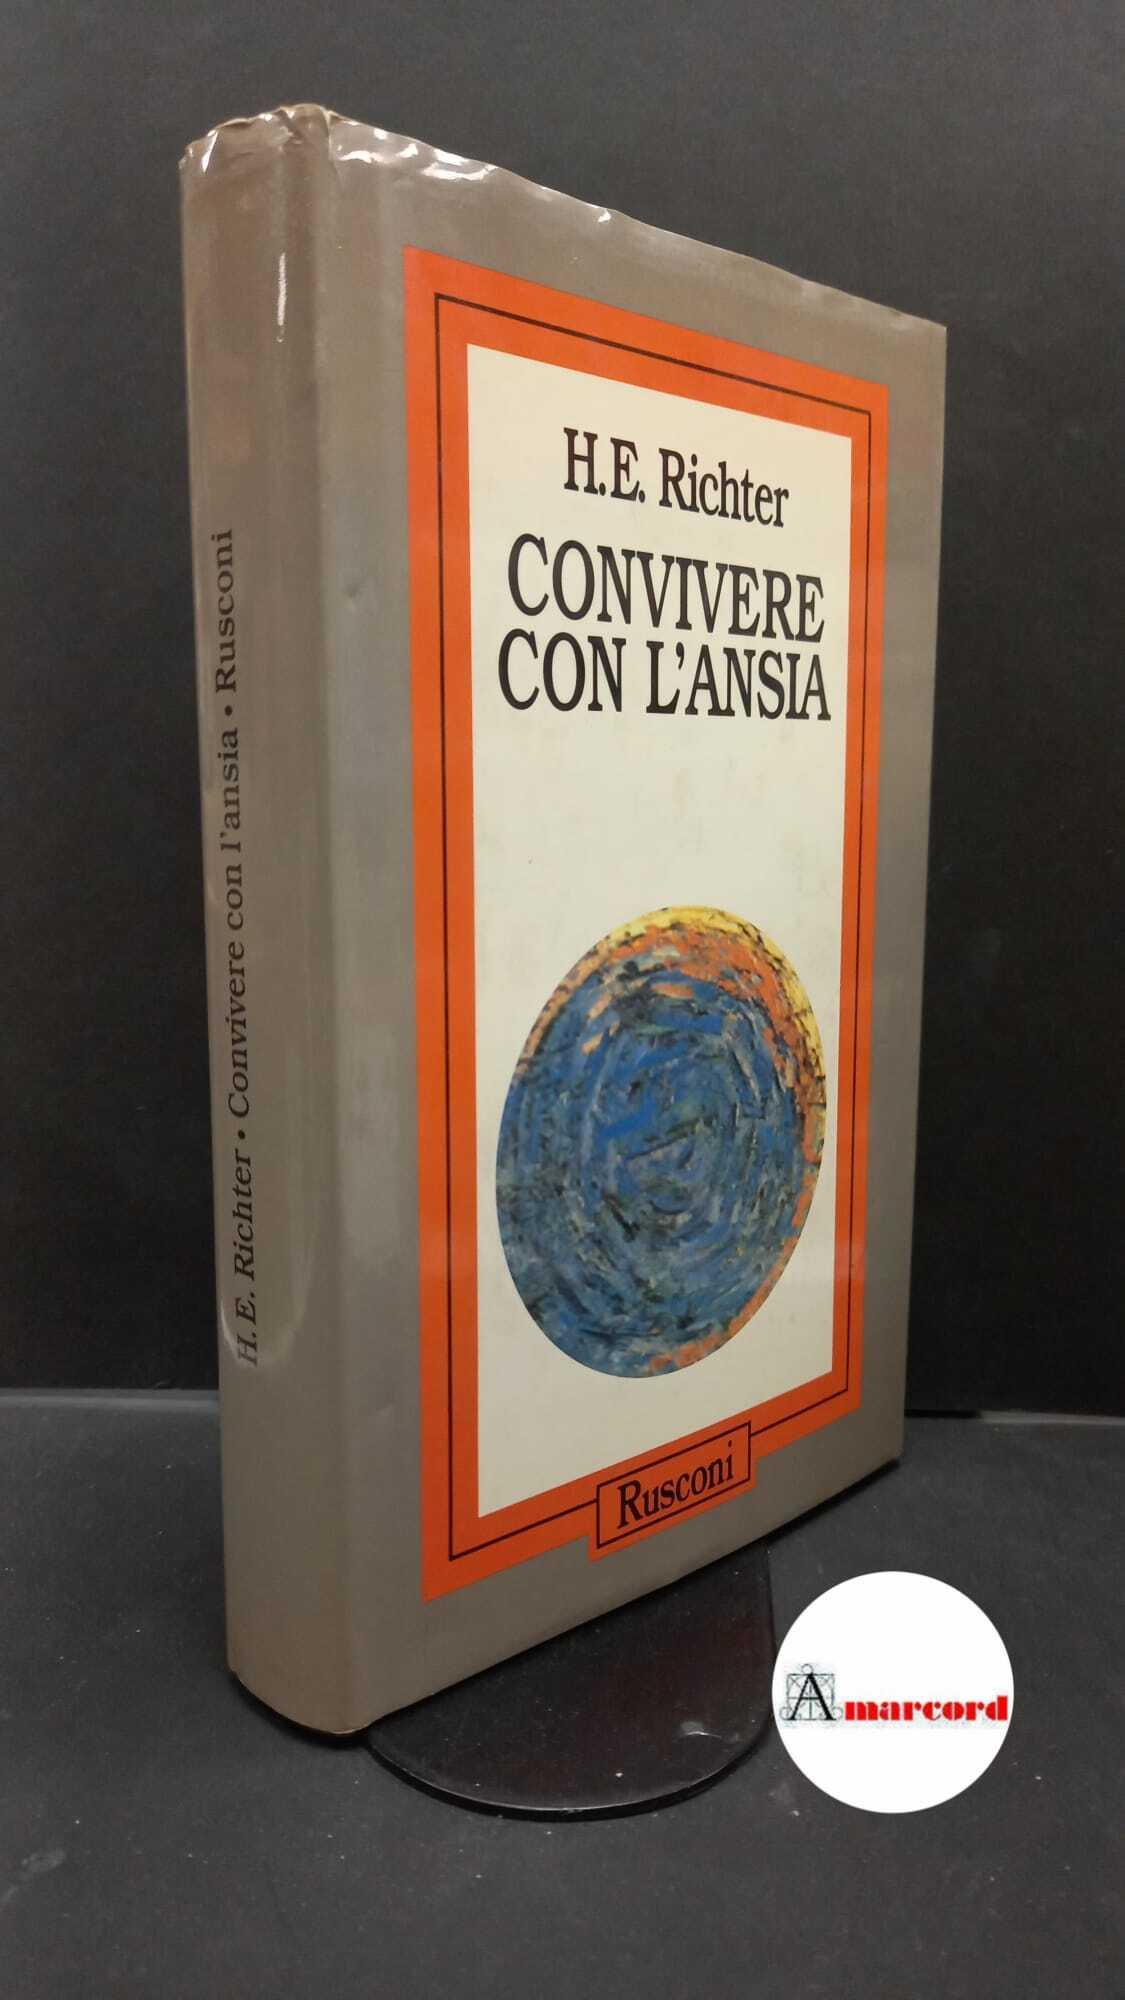 H.E. Richter
CONVIVERE
CON L'ANSIA
Rusconi
H. E. Richter • Convivere con l'ansia • Rusconi
Amarcord